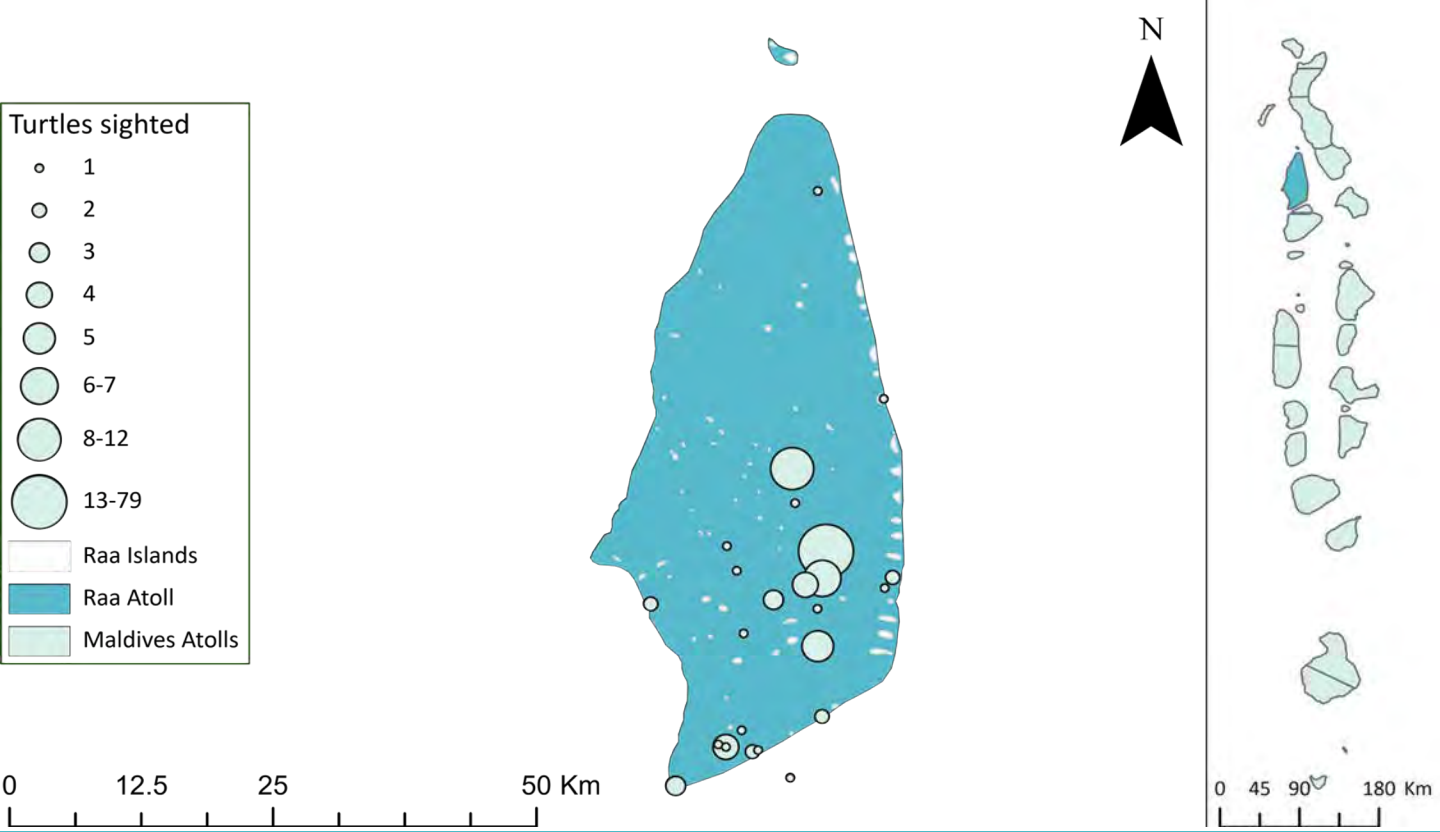 Turtles sighted
1
2
3
4
5
6-7
8-12
13-79
Raa Islands
Raa Atoll
Maldives Atolls
N
0 12.5 25 50 Km
0 45 90 180 Km